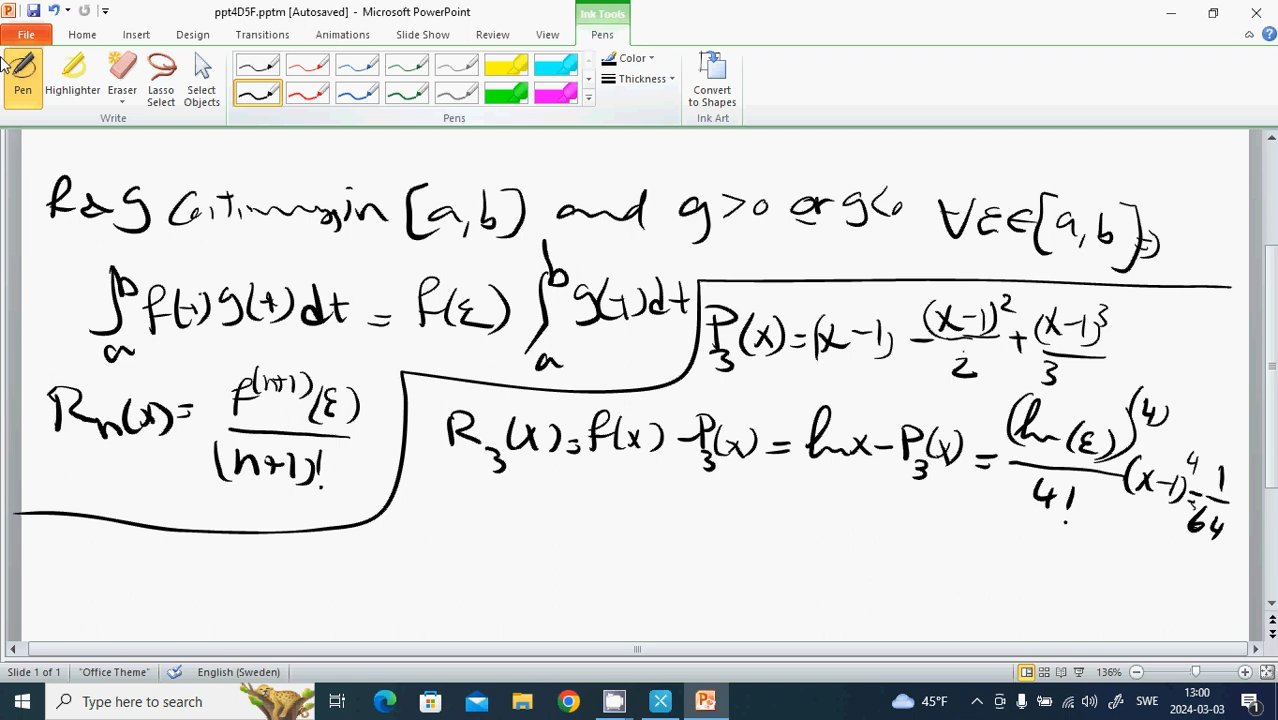 ppt4D5F.pptm [Autosaved] - Microsoft PowerPoint
Ink Tools
File Home Insert Design Transitions Animations Slide Show Review View Pens
Pen Highlighter Eraser Lasso Select Select Objects
Color
Thickness
Convert to Shapes
Write Pens Ink Art
& g in [a,b] and g>0 or g<0 ∀ε∈[a,b] ⇒
∫_a^b f(t)g(t)dt = f(ε) ∫_a^b g(t)dt
P_3(x)=(x-1) - (x-1)^2/2 + (x-1)^3/3
R_n(x)= f^(n+1)(ε)/(n+1)!
R_3(x)=f(x)-P_3(x) = ln x - P_3(x) = (ln(ε))^(4)/4! (x-1)^4 = 1/64
Slide 1 of 1 "Office Theme" English (Sweden) 136%
Type here to search
45°F SWE 13:00
2024-03-03